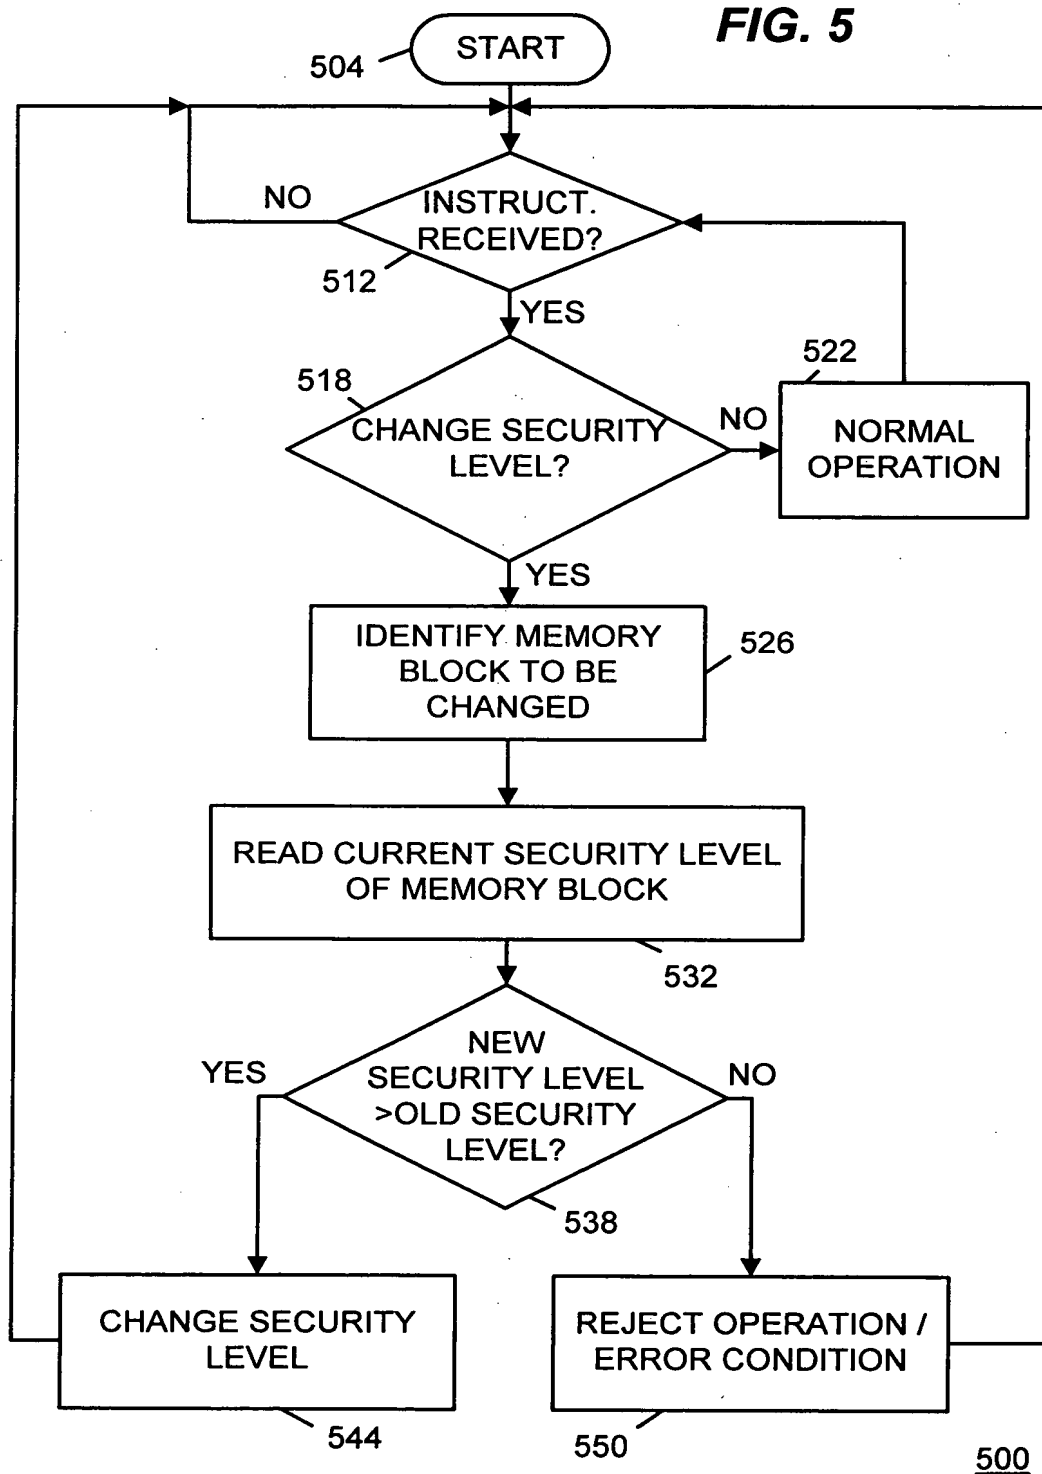 FIG. 5
START
504
NO
INSTRUCT.
RECEIVED?
512
YES
522
518
CHANGE SECURITY
LEVEL?
NO
NORMAL
OPERATION
YES
IDENTIFY MEMORY
BLOCK TO BE
CHANGED
526
READ CURRENT SECURITY LEVEL
OF MEMORY BLOCK
532
YES
NEW
SECURITY LEVEL
>OLD SECURITY
LEVEL?
NO
538
CHANGE SECURITY
LEVEL
REJECT OPERATION /
ERROR CONDITION
544
550
500